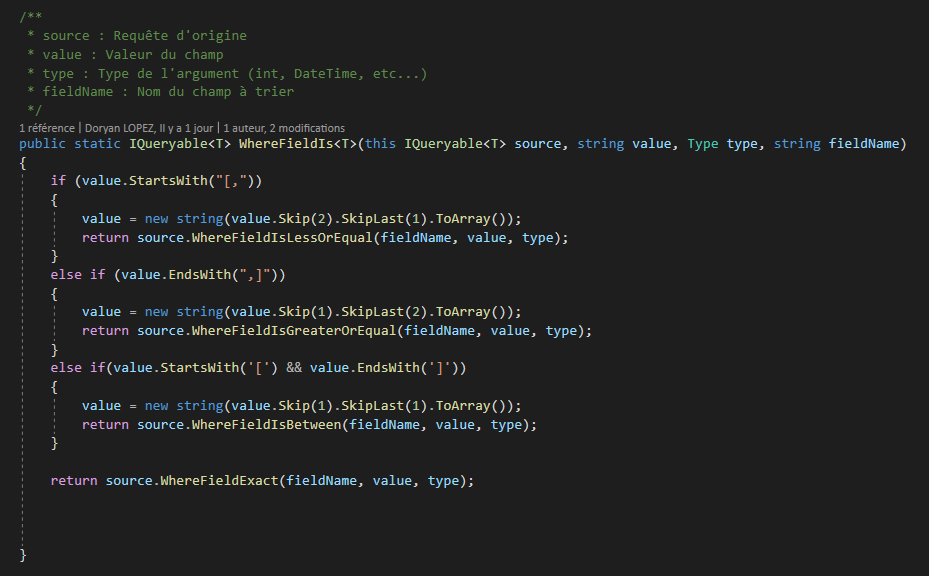 /**
 * source : Requête d'origine
 * value : Valeur du champ
 * type : Type de l'argument (int, DateTime, etc...)
 * fieldName : Nom du champ à trier
 */
1 référence | Doryan LOPEZ, Il y a 1 jour | 1 auteur, 2 modifications
public static IQueryable<T> WhereFieldIs<T>(this IQueryable<T> source, string value, Type type, string fieldName)
{
    if (value.StartsWith("[,"))
    {
        value = new string(value.Skip(2).SkipLast(1).ToArray());
        return source.WhereFieldIsLessOrEqual(fieldName, value, type);
    }
    else if (value.EndsWith(",]"))
    {
        value = new string(value.Skip(1).SkipLast(2).ToArray());
        return source.WhereFieldIsGreaterOrEqual(fieldName, value, type);
    }
    else if(value.StartsWith('[') && value.EndsWith(']'))
    {
        value = new string(value.Skip(1).SkipLast(1).ToArray());
        return source.WhereFieldIsBetween(fieldName, value, type);
    }
    return source.WhereFieldExact(fieldName, value, type);
}